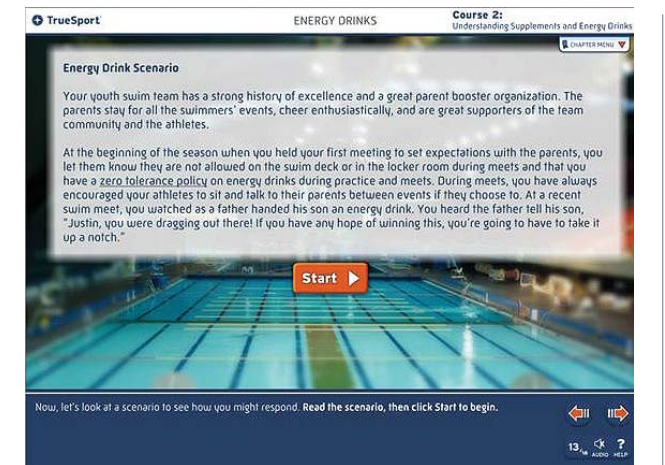 TrueSport
ENERGY DRINKS
Course 2:
Understanding Supplements and Energy Drinks
CHAPTER MENU
Energy Drink Scenario
Your youth swim team has a strong history of excellence and a great parent booster organization. The
parents stay for all the swimmers' events, cheer enthusiastically, and are great supporters of the team
community and the athletes.
At the beginning of the season when you held your first meeting to set expectations with the parents, you
let them know they are not allowed on the swim deck or in the locker room during meets and that you
have a zero tolerance policy on energy drinks during practice and meets. During meets, you have always
encouraged your athletes to sit and talk to their parents between events if they choose to. At a recent
swim meet, you watched as a father handed his son an energy drink. You heard the father tell his son,
"Justin, you were dragging out there! If you have any hope of winning this, you're going to have to take it
up a notch."
Start
Now, let's look at a scenario to see how you might respond. Read the scenario, then click Start to begin.
13
AUDIO
?
HELP